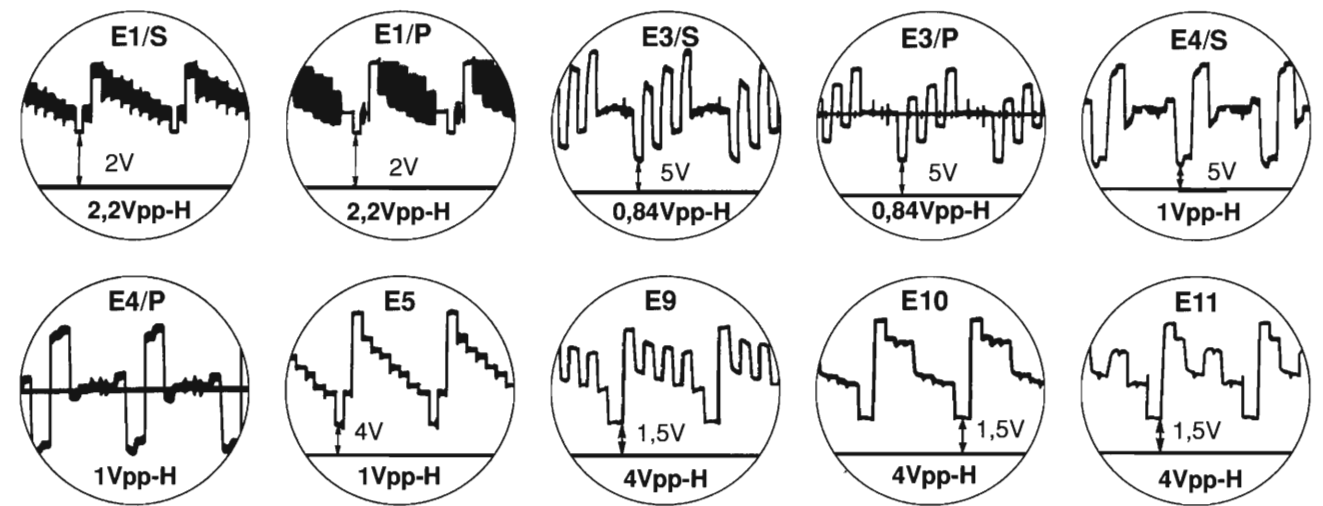 E1/S
2V
2,2Vpp-H
E1/P
2V
2,2Vpp-H
E3/S
5V
0,84Vpp-H
E3/P
5V
0,84Vpp-H
E4/S
5V
1Vpp-H
E4/P
1Vpp-H
E5
4V
1Vpp-H
E9
1,5V
4Vpp-H
E10
1,5V
4Vpp-H
E11
1,5V
4Vpp-H